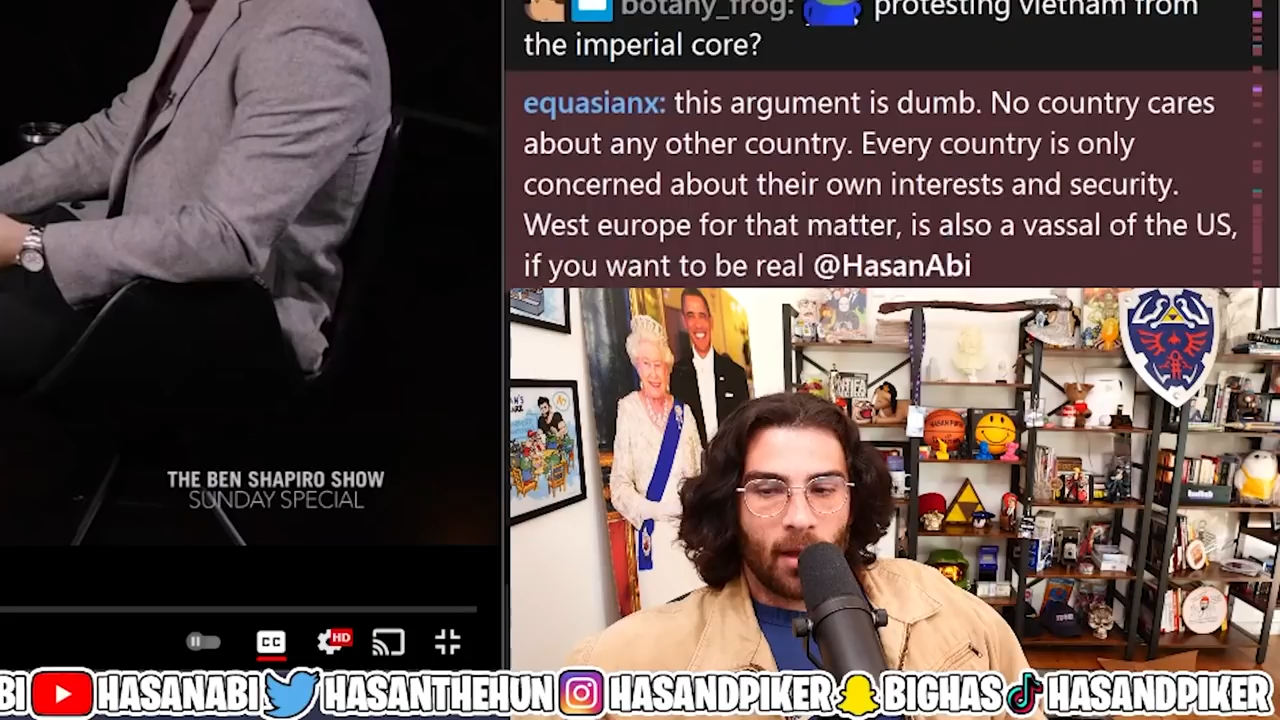 botany_frog: protesting vietnam from
the imperial core?
equasianx: this argument is dumb. No country cares
about any other country. Every country is only
concerned about their own interests and security.
West europe for that matter, is also a vassal of the US,
if you want to be real @HasanAbi
THE BEN SHAPIRO SHOW
SUNDAY SPECIAL
CC
HD
BI HASANABI HASANTHEHUN HASANDPIKER BIGHAS HASANDPIKER